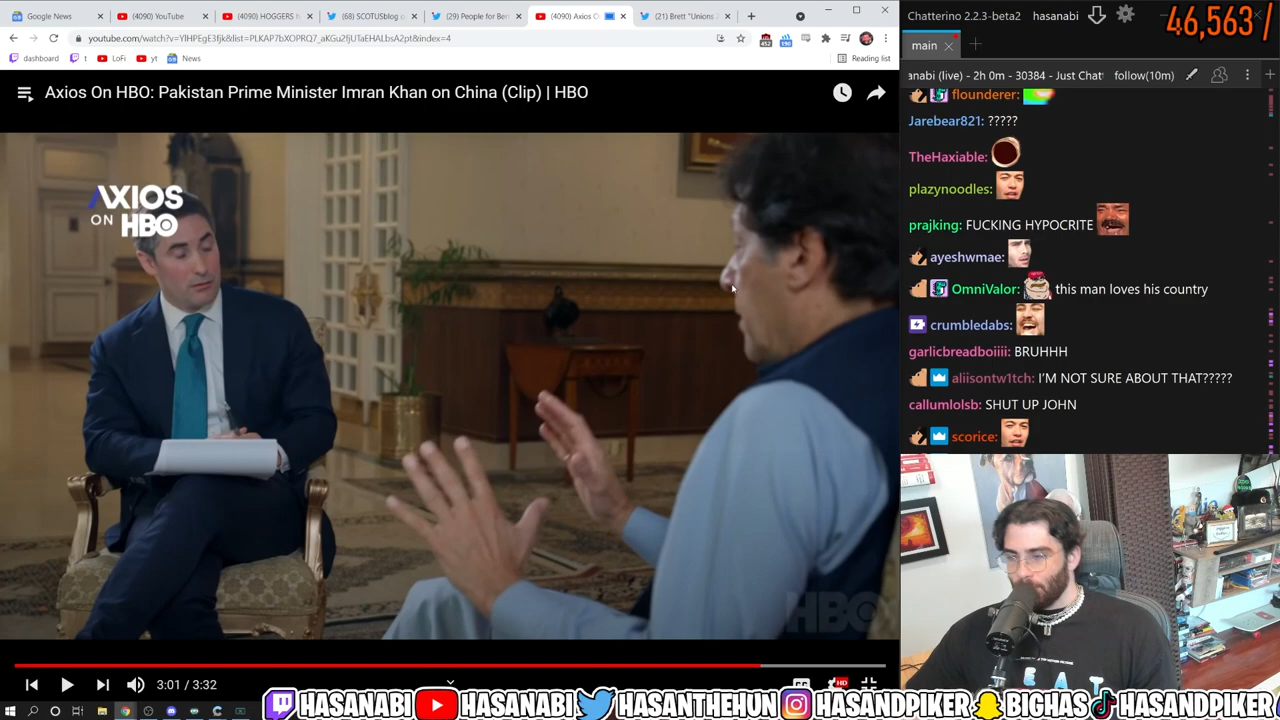 Google News
(4090) YouTube
(4090) HOGGERS
(68) SCOTUSblog o
(29) People for Ber
(4090) Axios O
(21) Brett "Unions
youtube.com/watch?v=YlHPEgE3fjk&list=PLKAP7bXOPRQ7_aKGu2fjUTaEHALbsA2pt&index=4
dashboard
t
LoFi
yt
News
Reading list
Axios On HBO: Pakistan Prime Minister Imran Khan on China (Clip) | HBO
AXIOS
ON HBO
HBO
3:01 / 3:32
Chatterino 2.2.3-beta2
hasanabi
46,563 /
main
anabi (live) - 2h 0m - 30384 - Just Chat
follow(10m)
flounderer:
Jarebear821: ?????
TheHaxiable:
plazynoodles:
prajking: FUCKING HYPOCRITE
ayeshwmae:
OmniValor: this man loves his country
crumbledabs:
garlicbreadboiiii: BRUHHH
aliisontw1tch: I'M NOT SURE ABOUT THAT?????
callumlolsb: SHUT UP JOHN
scorice:
EAT
HASANABI HASANABI HASANTHEHUN HASANDPIKER BIGHAS HASANDPIKER